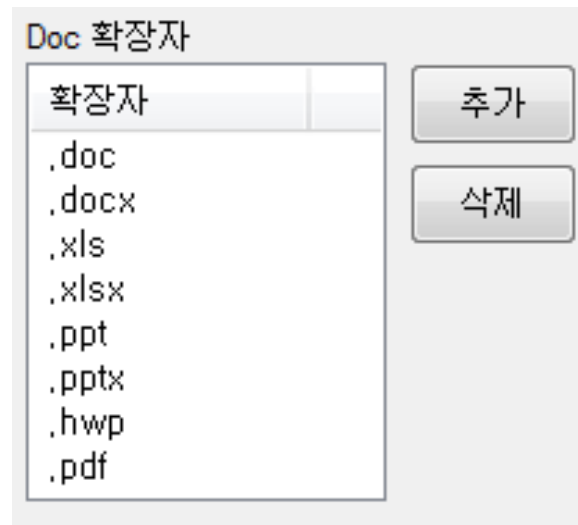 Doc 확장자
확장자
추가
.doc
.docx
삭제
.xls
.xlsx
.ppt
.pptx
.hwp
.pdf